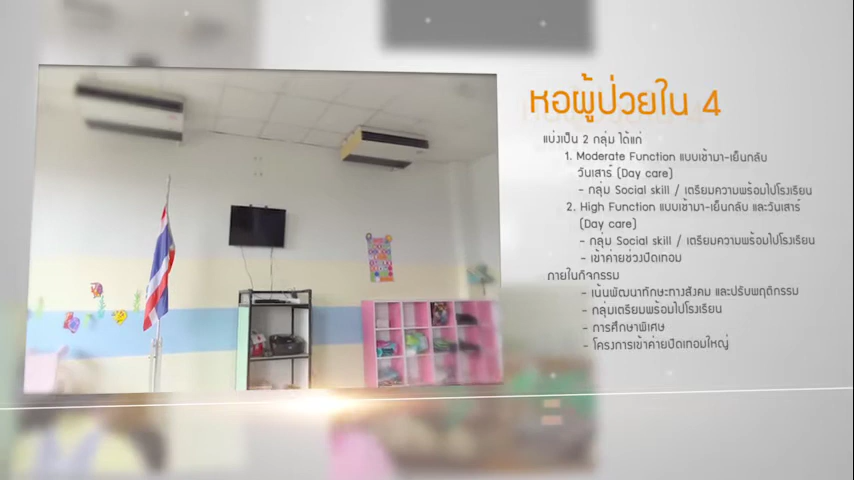 หอผู้ป่วยใน 4
แบ่งเป็น 2 กลุ่ม ได้แก่
1. Moderate Function แบบเช้ามา-เย็นกลับ
วันเสาร์ (Day care)
- กลุ่ม Social skill / เตรียมความพร้อมไปโรงเรียน
2. High Function แบบเช้ามา-เย็นกลับ และวันเสาร์
(Day care)
- กลุ่ม Social skill / เตรียมความพร้อมไปโรงเรียน
- เข้าค่ายช่วงปิดเทอม
ภายในกิจกรรม
- เน้นพัฒนาทักษะทางสังคม และปรับพฤติกรรม
- กลุ่มเตรียมพร้อมไปโรงเรียน
- การศึกษาพิเศษ
- โครงการเข้าค่ายปิดเทอมใหญ่